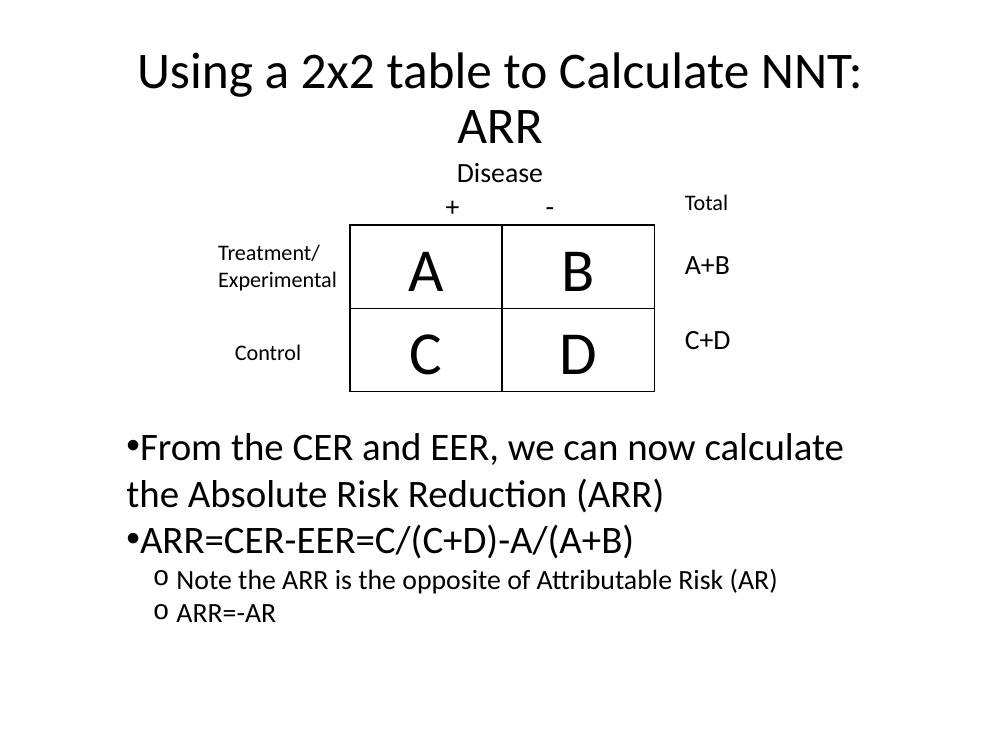 Using a 2x2 table to Calculate NNT:
ARR
Disease
+ -
Total
Treatment/
Experimental
A B
A+B
Control
C D
C+D
•From the CER and EER, we can now calculate
the Absolute Risk Reduction (ARR)
•ARR=CER-EER=C/(C+D)-A/(A+B)
o Note the ARR is the opposite of Attributable Risk (AR)
o ARR=-AR